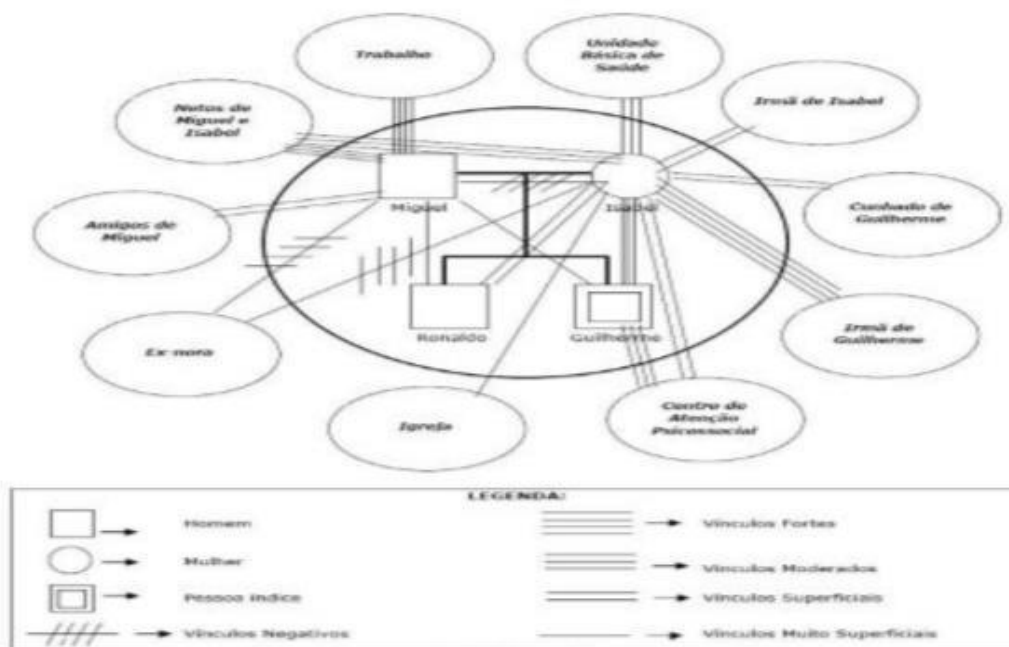 Trabalho
Unidade
Básica de
Saúde
Irmã de Isabel
Netos de
Miguel e
Isabel
Miguel
Isabel
Cunhado de
Guilherme
Amigos de
Miguel
Ronaldo
Guilherme
Irmã de
Guilherme
Ex-nora
Igreja
Centro de
Atenção
Psicossocial
LEGENDA:
Homem
Vínculos Fortes
Mulher
Vínculos Moderados
Pessoa índice
Vínculos Superficiais
Vínculos Negativos
Vínculos Muito Superficiais